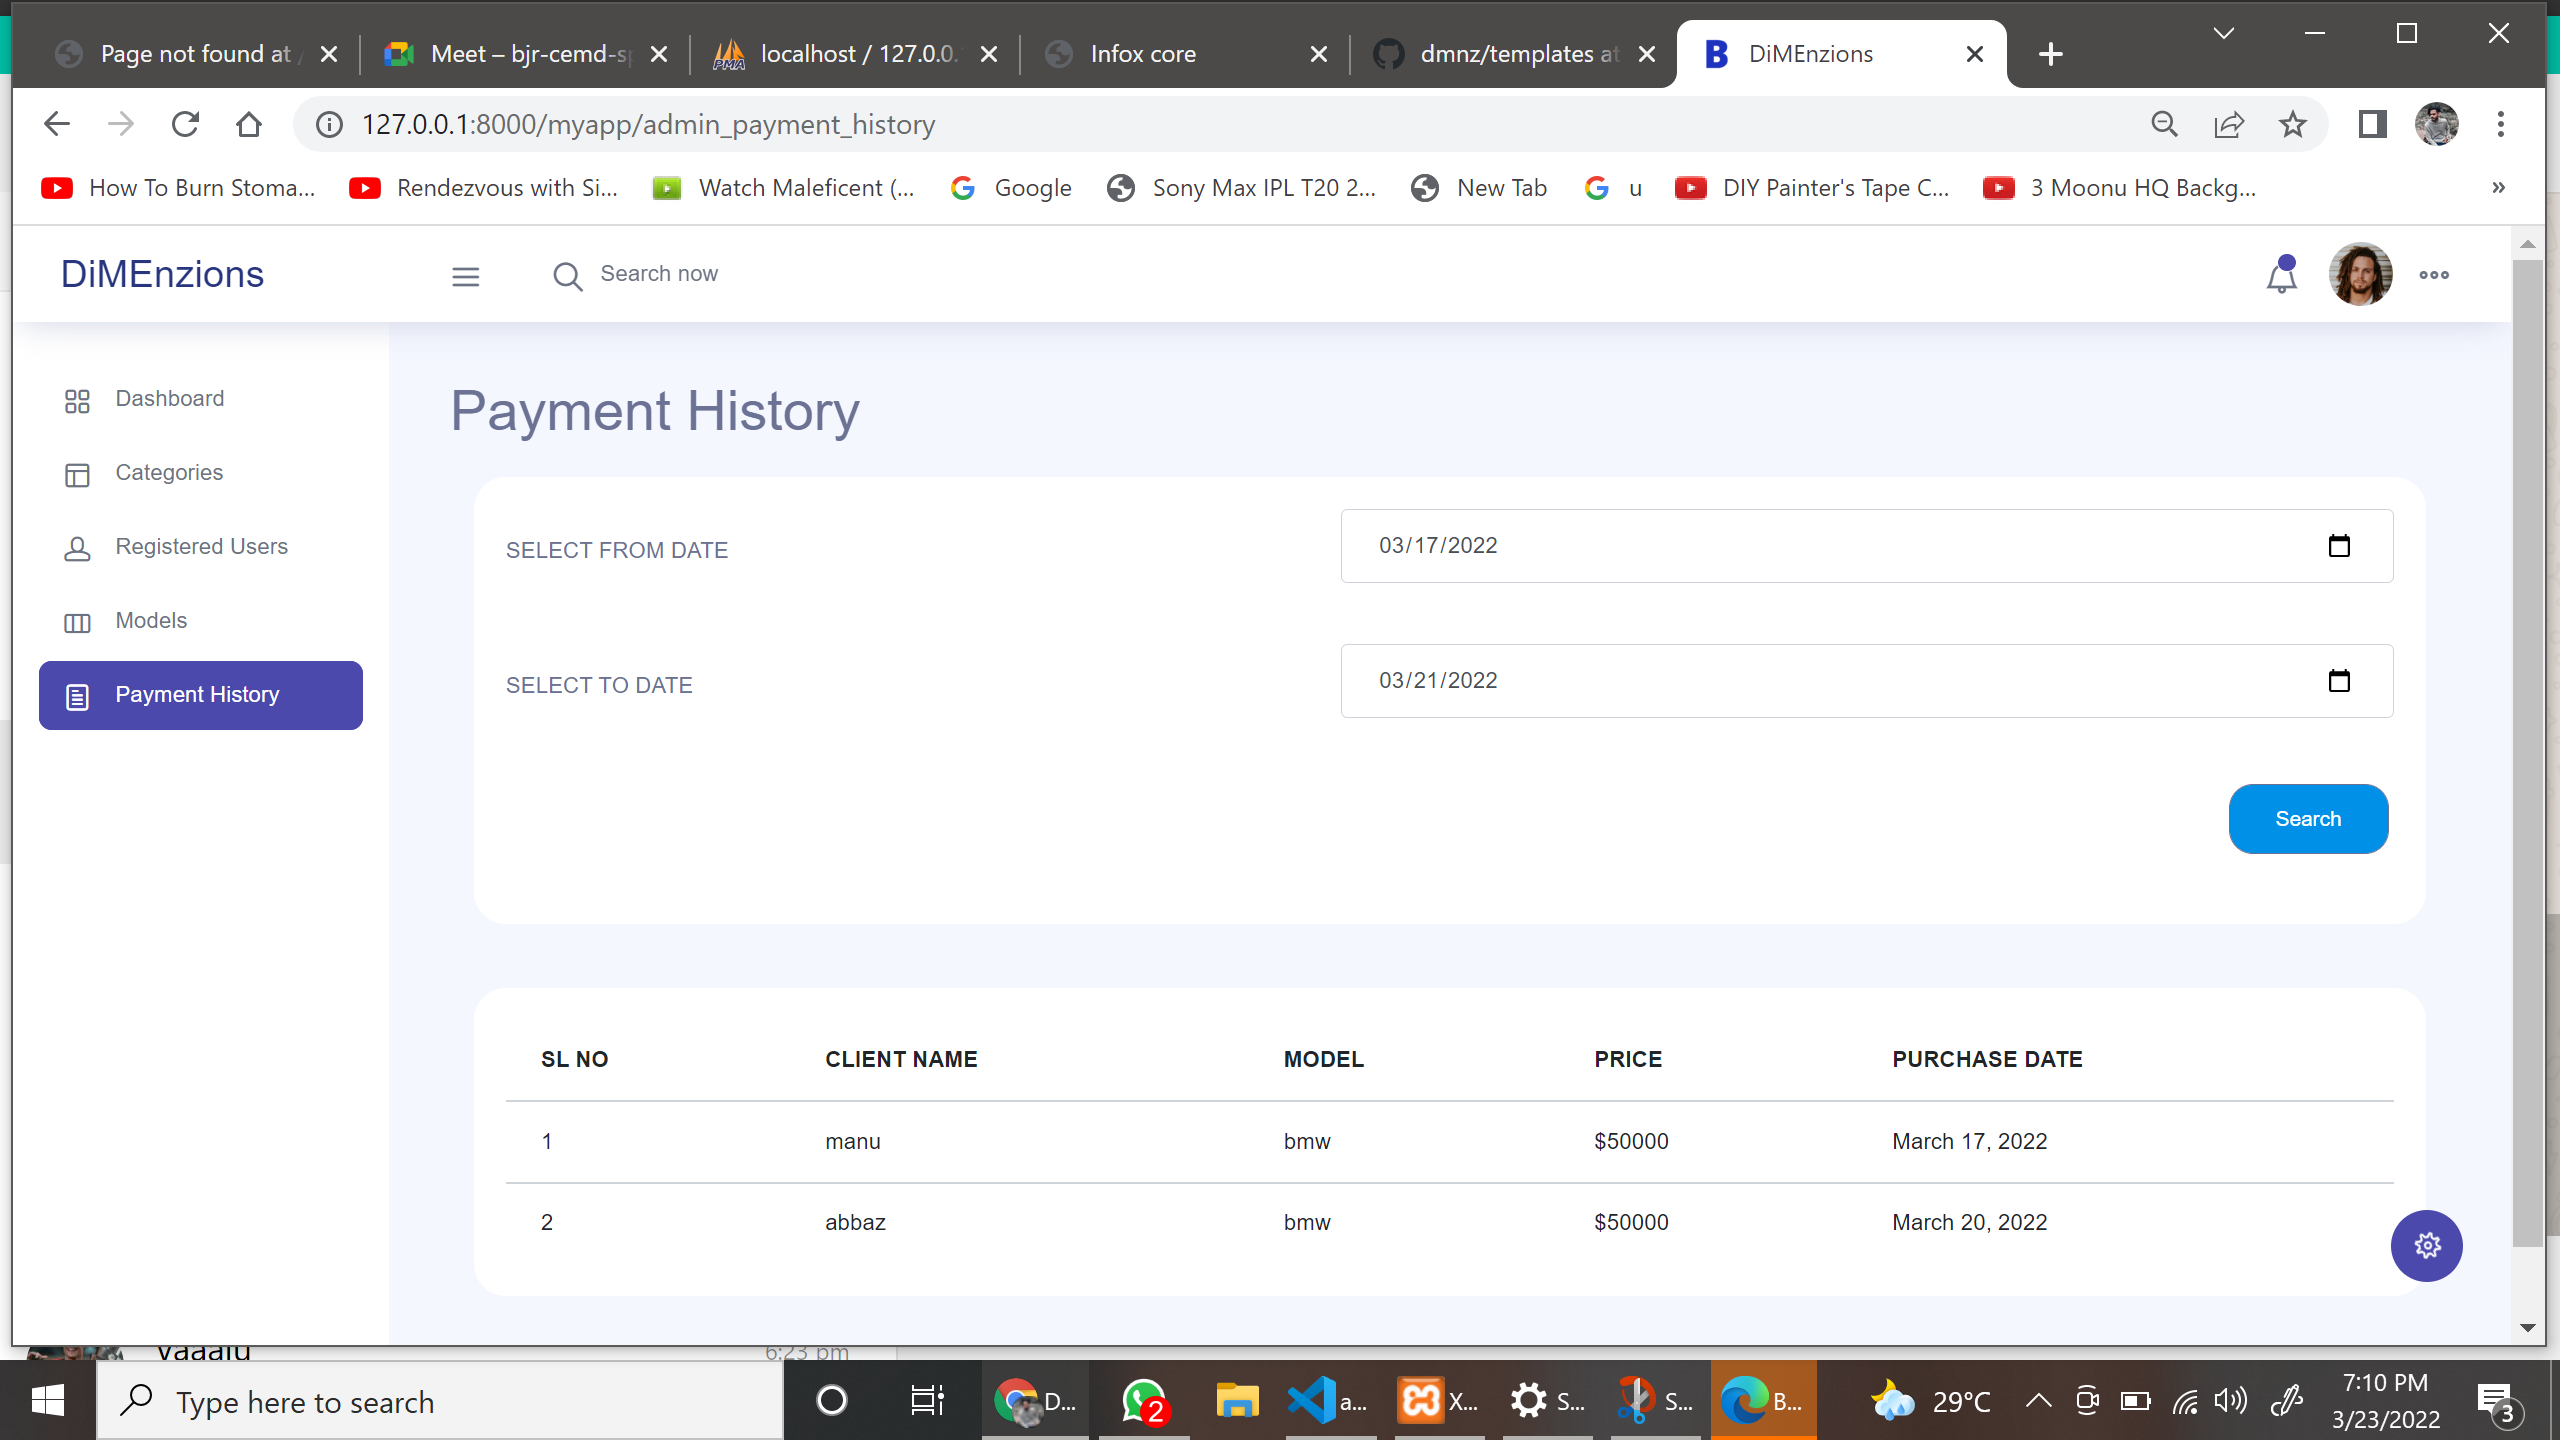 Page not found at /
Meet – bjr-cemd-sp
localhost / 127.0.0.
Infox core
dmnz/templates at
DiMEnzions
127.0.0.1:8000/myapp/admin_payment_history
How To Burn Stoma...
Rendezvous with Si...
Watch Maleficent (...
Google
Sony Max IPL T20 2...
New Tab
u
DIY Painter's Tape C...
3 Moonu HQ Backg...
»
DiMEnzions
Search now
Dashboard
Categories
Registered Users
Models
Payment History
Payment History
SELECT FROM DATE
03/17/2022
SELECT TO DATE
03/21/2022
Search
SL NO CLIENT NAME MODEL PRICE PURCHASE DATE
1 manu bmw $50000 March 17, 2022
2 abbaz bmw $50000 March 20, 2022
6:23 pm
Type here to search
D...
2
a...
X...
S...
S...
B...
29°C
7:10 PM
3/23/2022
3